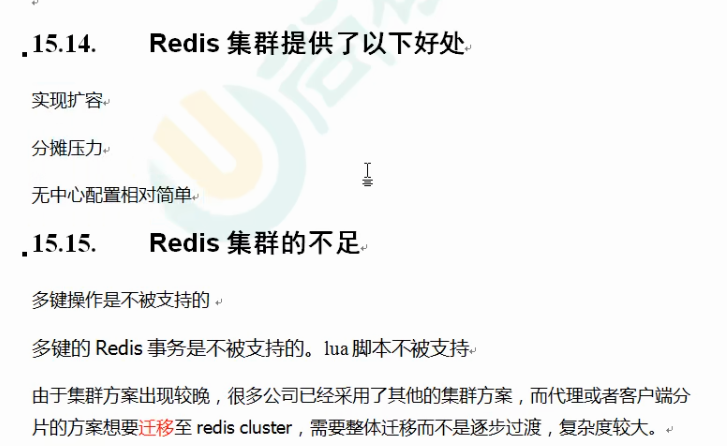 15.14. Redis 集群提供了以下好处
实现扩容
分摊压力
无中心配置相对简单
15.15. Redis 集群的不足
多键操作是不被支持的
多键的 Redis 事务是不被支持的。lua 脚本不被支持
由于集群方案出现较晚，很多公司已经采用了其他的集群方案，而代理或者客户端分
片的方案想要迁移至 redis cluster，需要整体迁移而不是逐步过渡，复杂度较大。